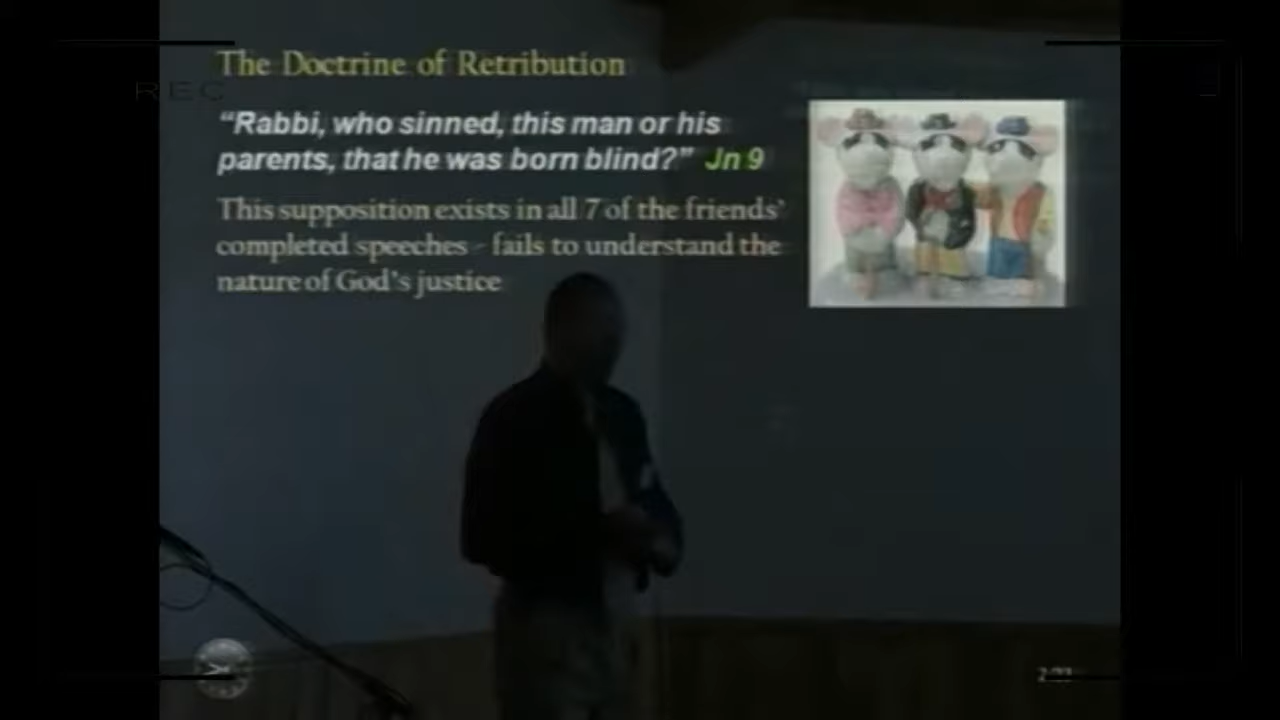 The Doctrine of Retribution
REC
"Rabbi, who sinned, this man or his
parents, that he was born blind?" Jn 9
This supposition exists in all 7 of the friends'
completed speeches - fails to understand the
nature of God's justice